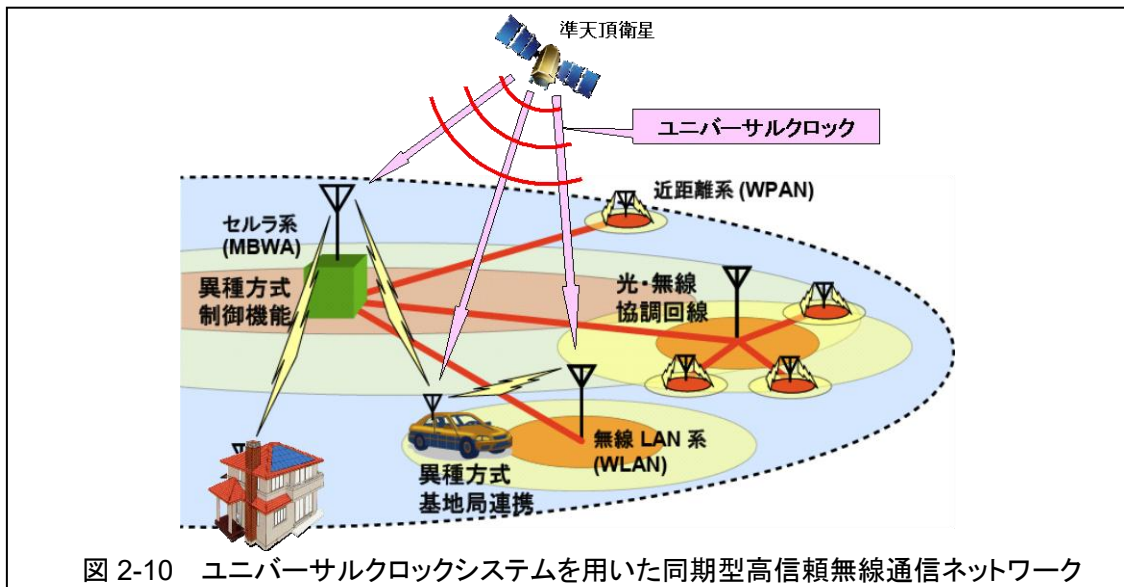 準天頂衛星
ユニバーサルクロック
近距離系 (WPAN)
セルラ系
(MBWA)
異種方式
制御機能
光・無線
協調回線
無線 LAN 系
(WLAN)
異種方式
基地局連携
図 2-10　ユニバーサルクロックシステムを用いた同期型高信頼無線通信ネットワーク